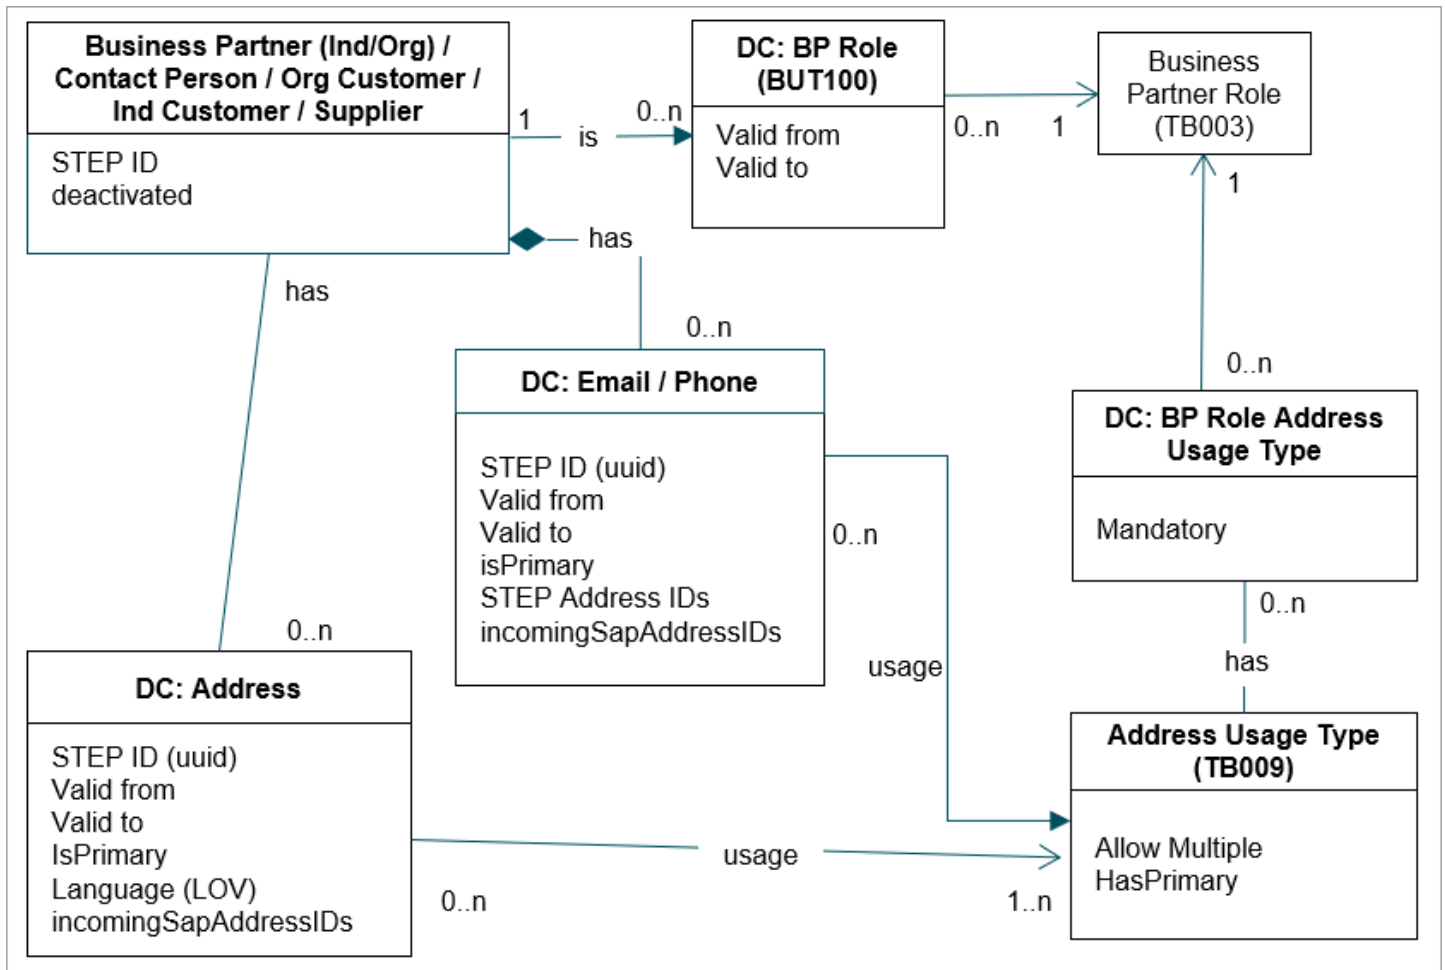 Business Partner (Ind/Org) /
Contact Person / Org Customer /
Ind Customer / Supplier
STEP ID
deactivated
1
is
0..n
DC: BP Role
(BUT100)
Valid from
Valid to
0..n
1
Business
Partner Role
(TB003)
1
has
has
0..n
DC: Email / Phone
STEP ID (uuid)
Valid from
Valid to
isPrimary
STEP Address IDs
incomingSapAddressIDs
0..n
usage
0..n
DC: BP Role Address
Usage Type
Mandatory
0..n
has
0..n
DC: Address
STEP ID (uuid)
Valid from
Valid to
IsPrimary
Language (LOV)
incomingSapAddressIDs
0..n
usage
1..n
Address Usage Type
(TB009)
Allow Multiple
HasPrimary